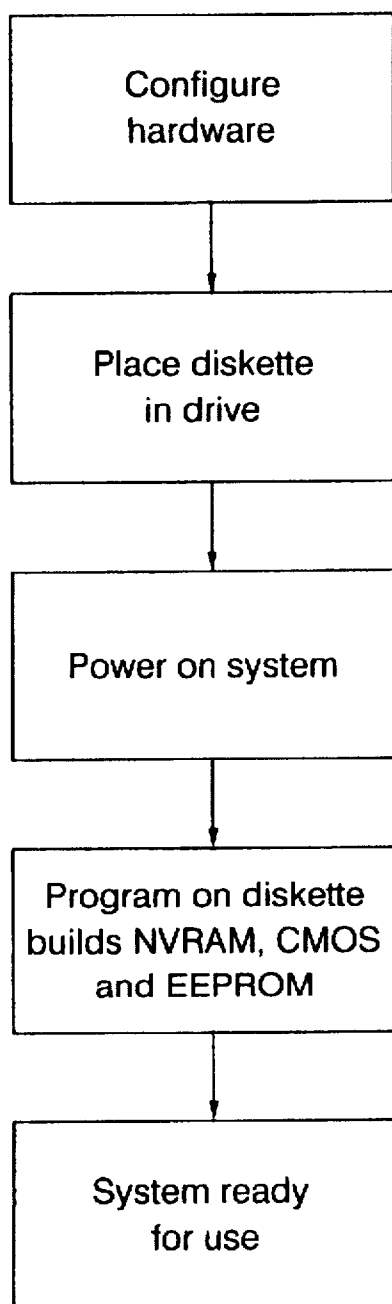 Configure
hardware
Place diskette
in drive
Power on system
Program on diskette
builds NVRAM, CMOS
and EEPROM
System ready
for use